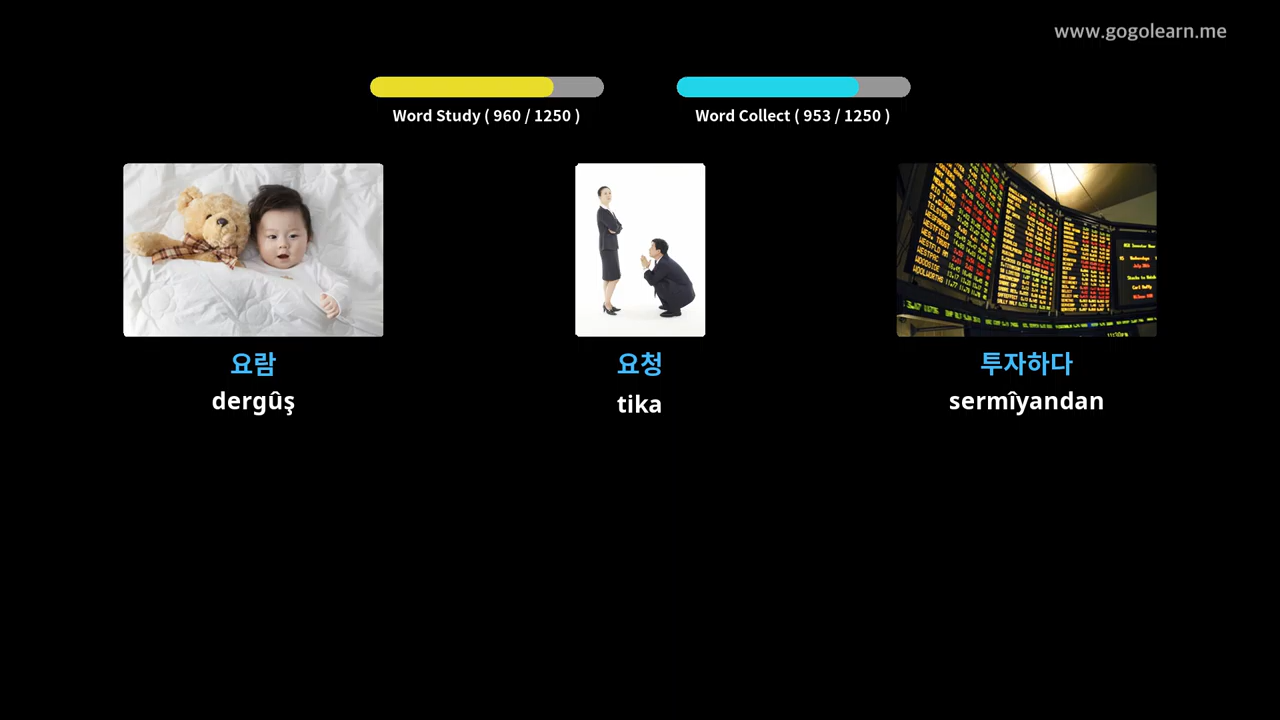 www.gogolearn.me
Word Study ( 960 / 1250 )
Word Collect ( 953 / 1250 )
요람
요청
투자하다
dergûş
tika
sermîyandan